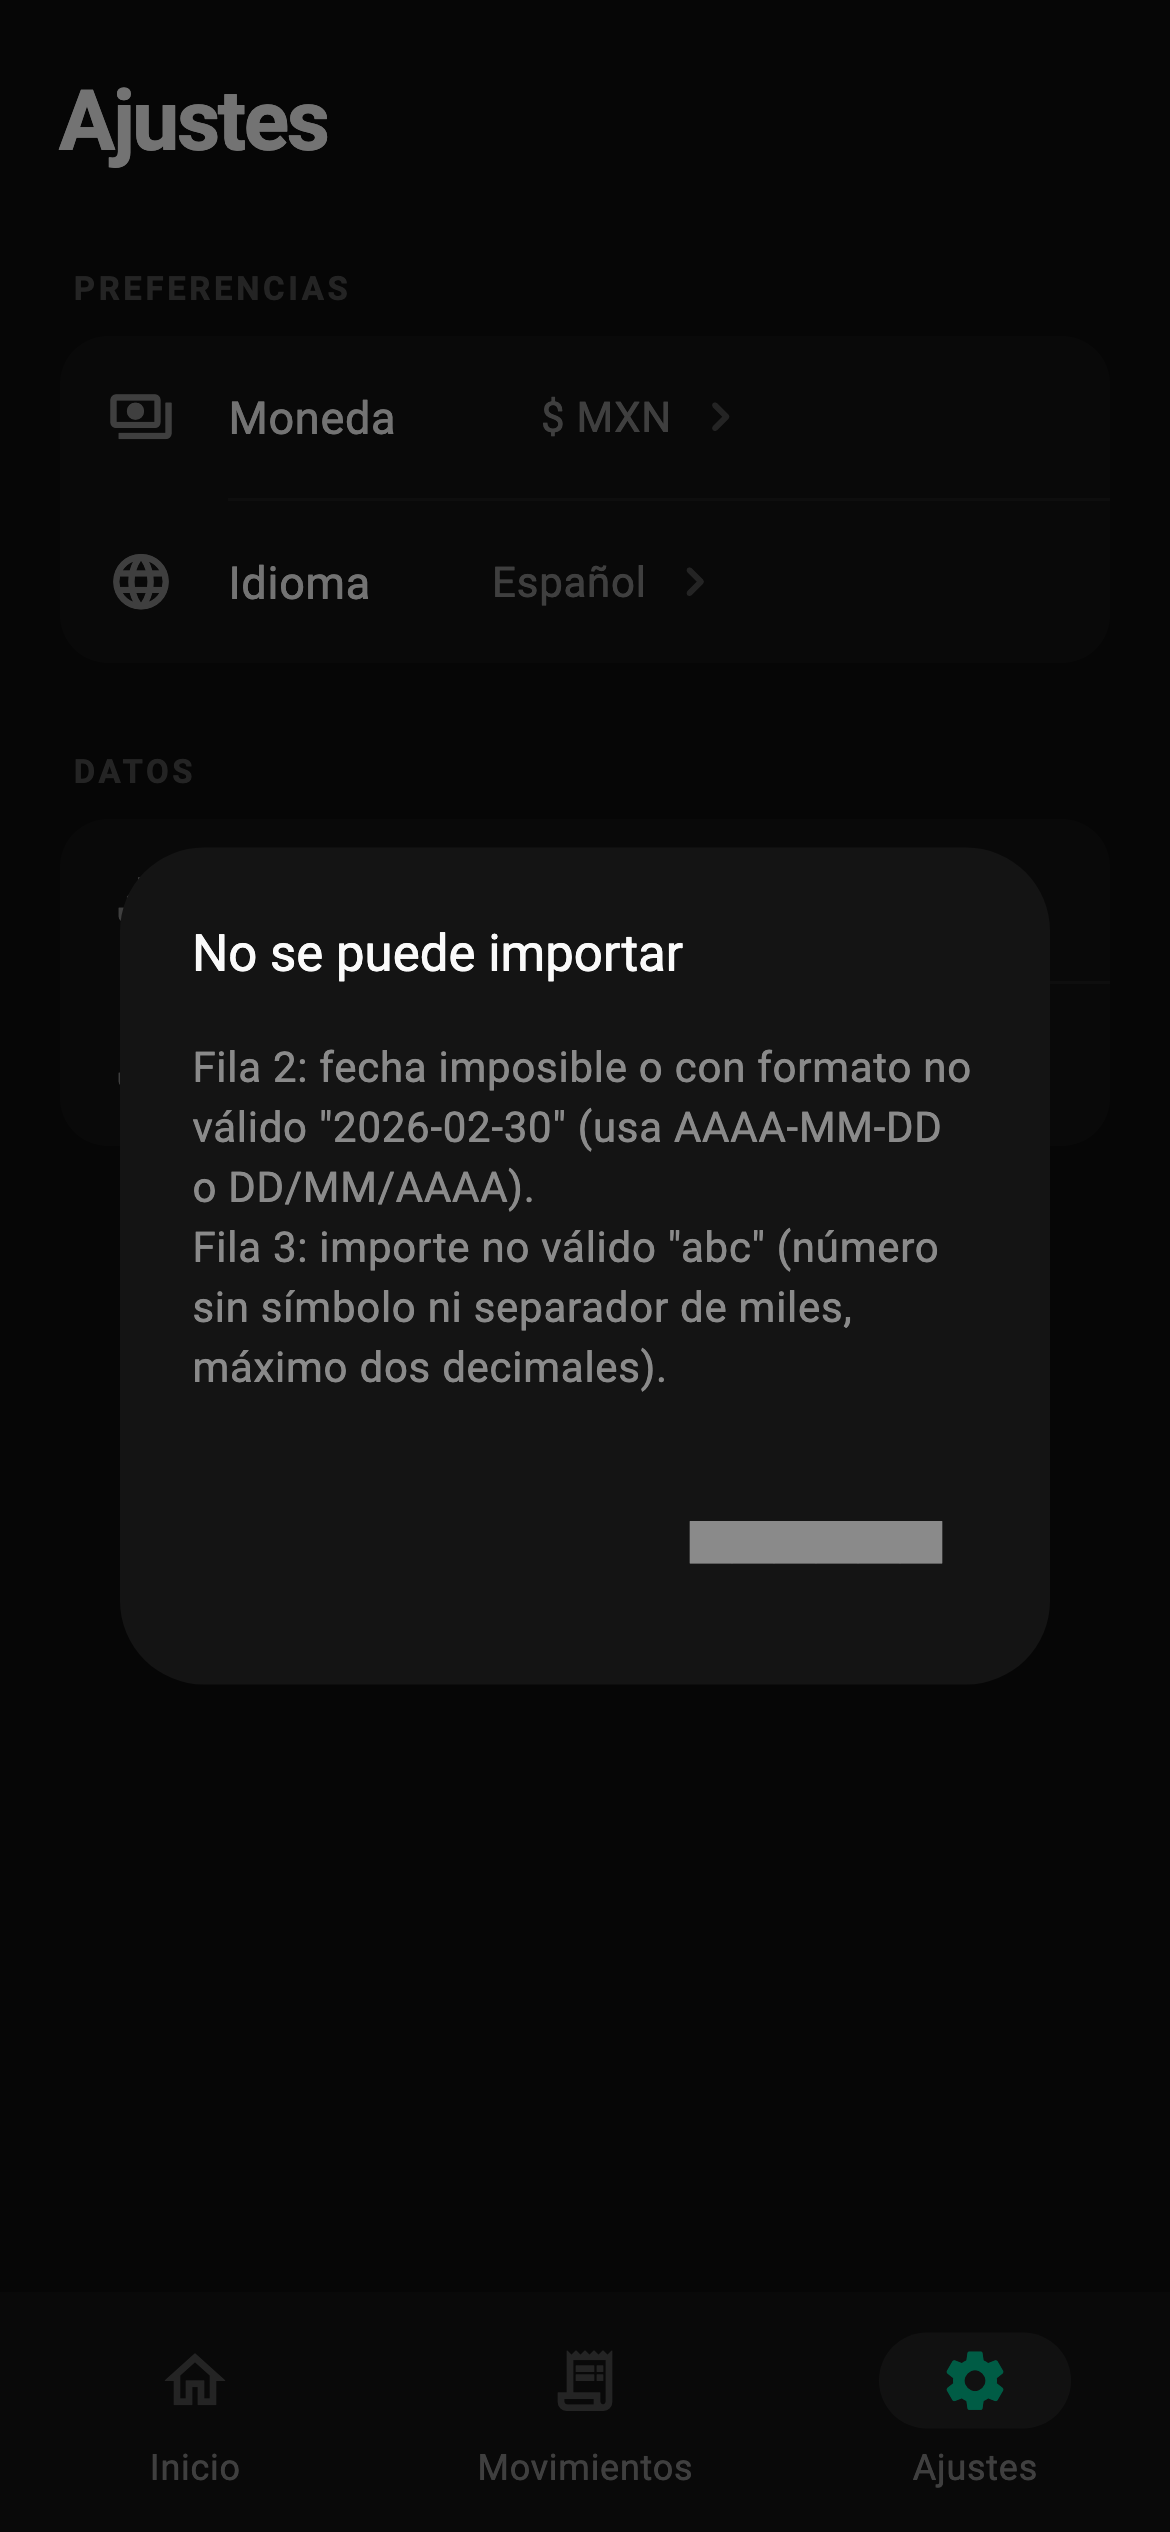 Ajustes
PREFERENCIAS
Moneda $ MXN
Idioma Español
DATOS
No se puede importar
Fila 2: fecha imposible o con formato no
válido "2026-02-30" (usa AAAA-MM-DD
o DD/MM/AAAA).
Fila 3: importe no válido "abc" (número
sin símbolo ni separador de miles,
máximo dos decimales).
Inicio Movimientos Ajustes